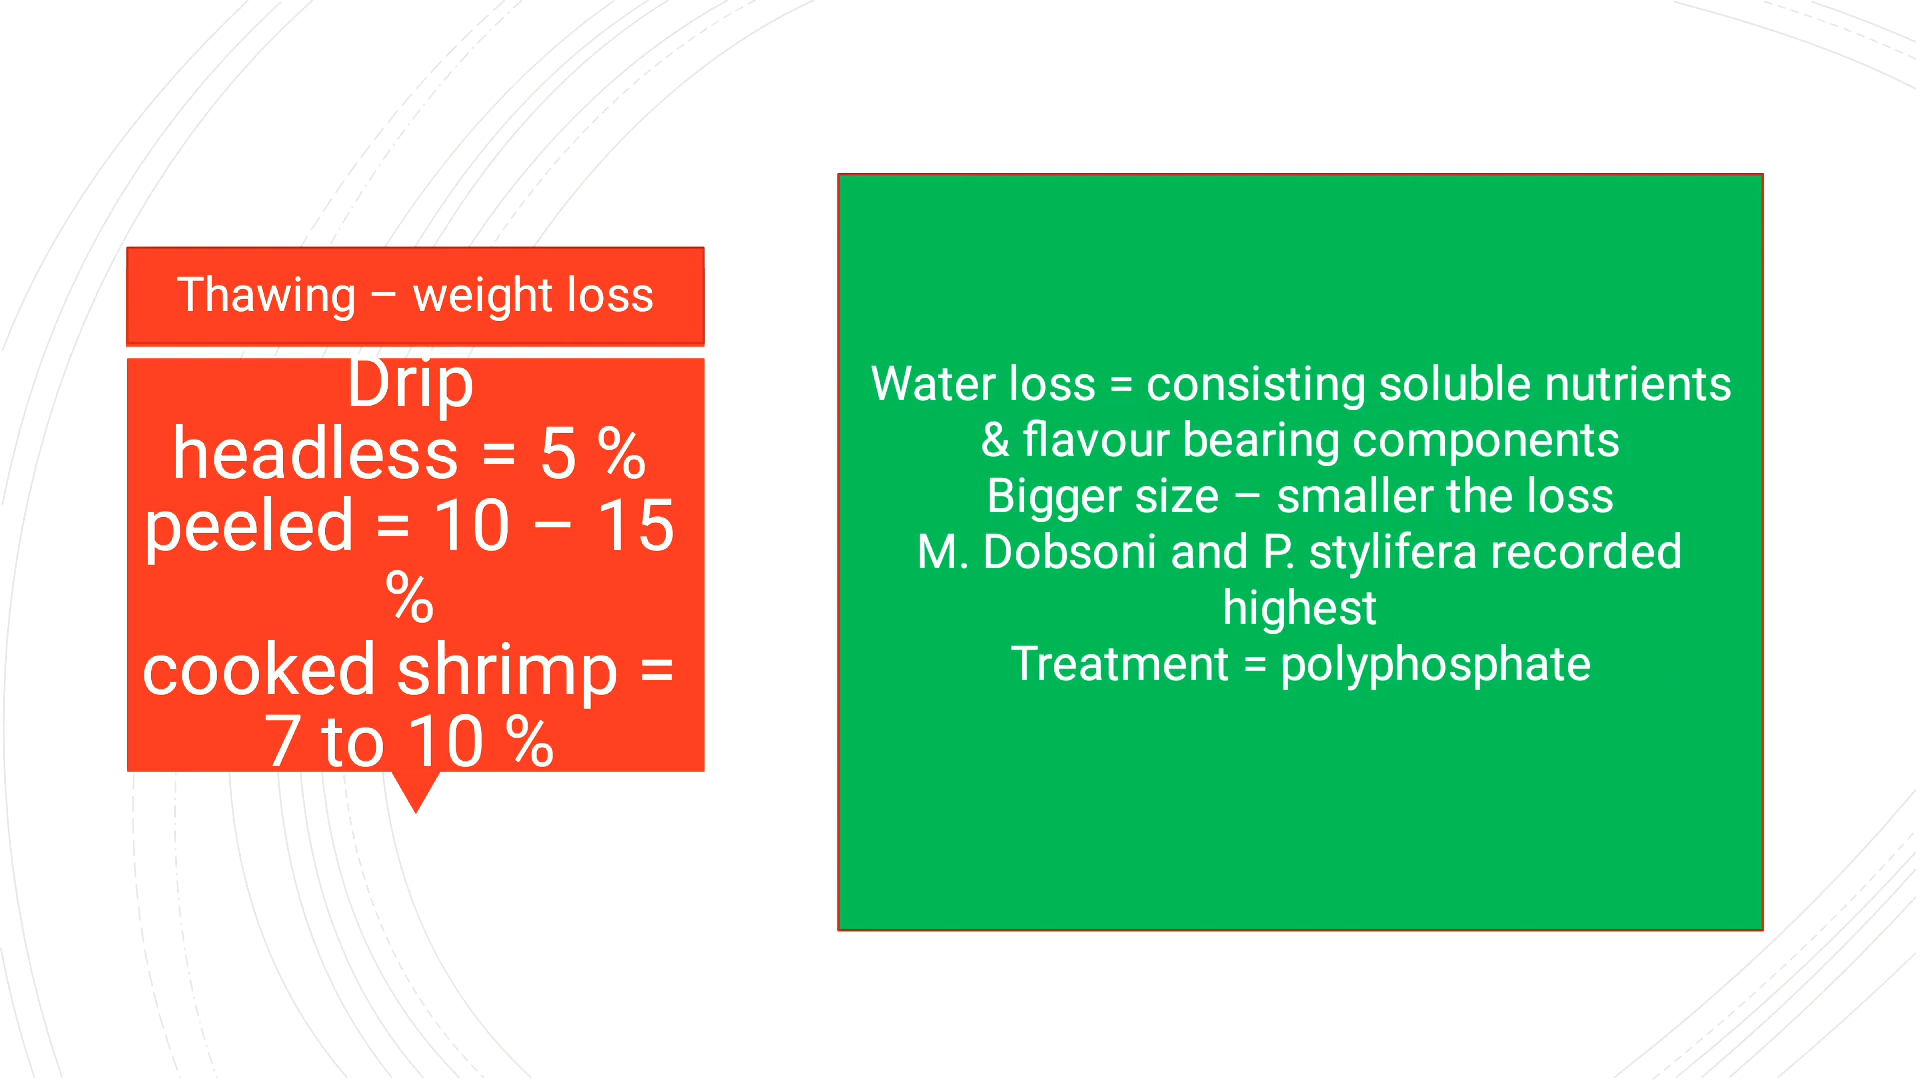 Thawing – weight loss
Drip
headless = 5 %
peeled = 10 – 15
%
cooked shrimp =
7 to 10 %
Water loss = consisting soluble nutrients
& flavour bearing components
Bigger size – smaller the loss
M. Dobsoni and P. stylifera recorded
highest
Treatment = polyphosphate